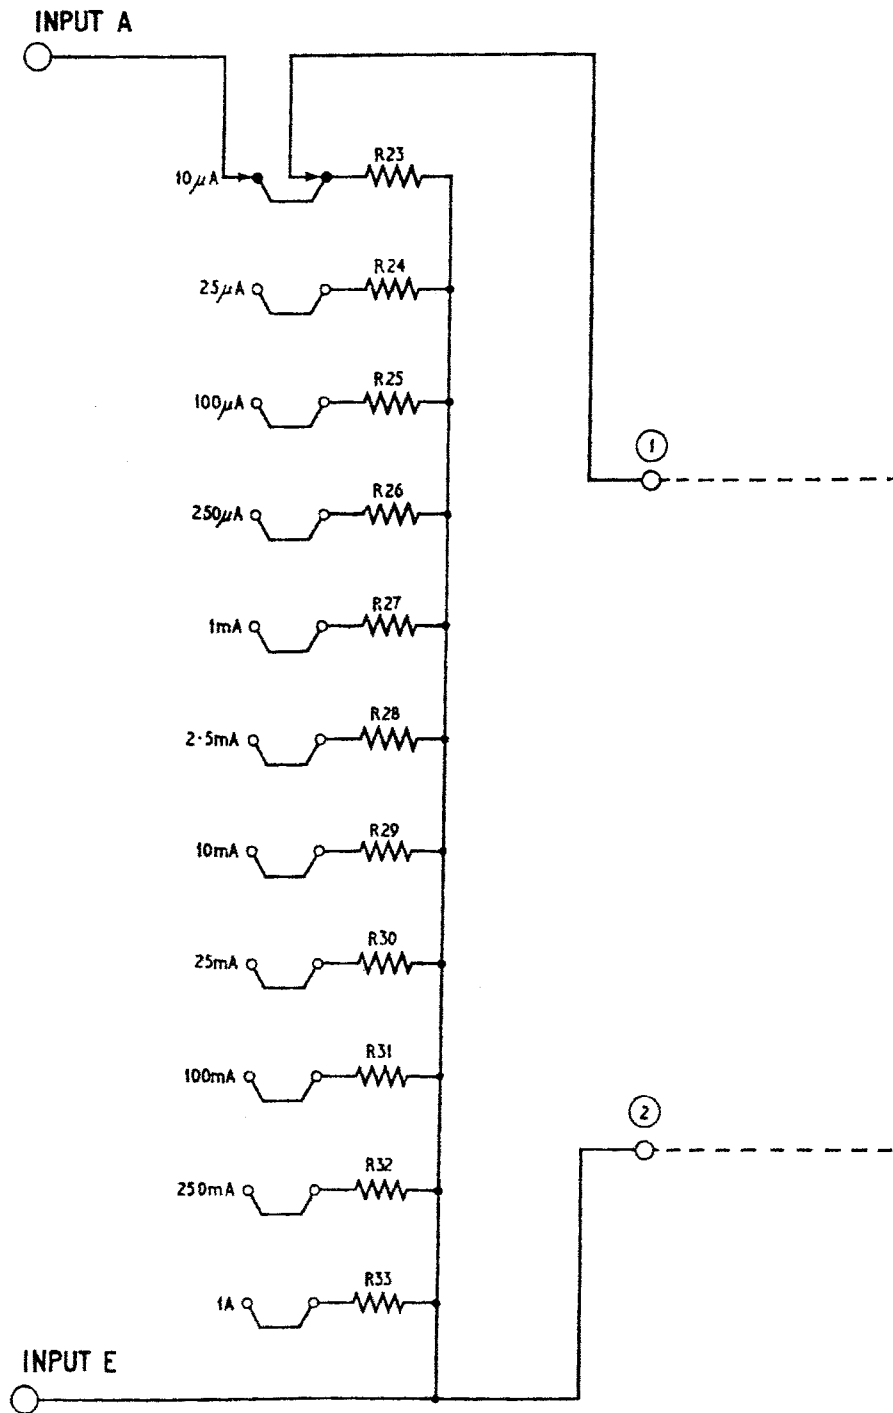 INPUT A
R23
10μA
R24
25μA
R25
100μA
1
R26
250μA
R27
1mA
R28
2·5mA
R29
10mA
R30
25mA
R31
100mA
2
R32
250mA
R33
1A
INPUT E